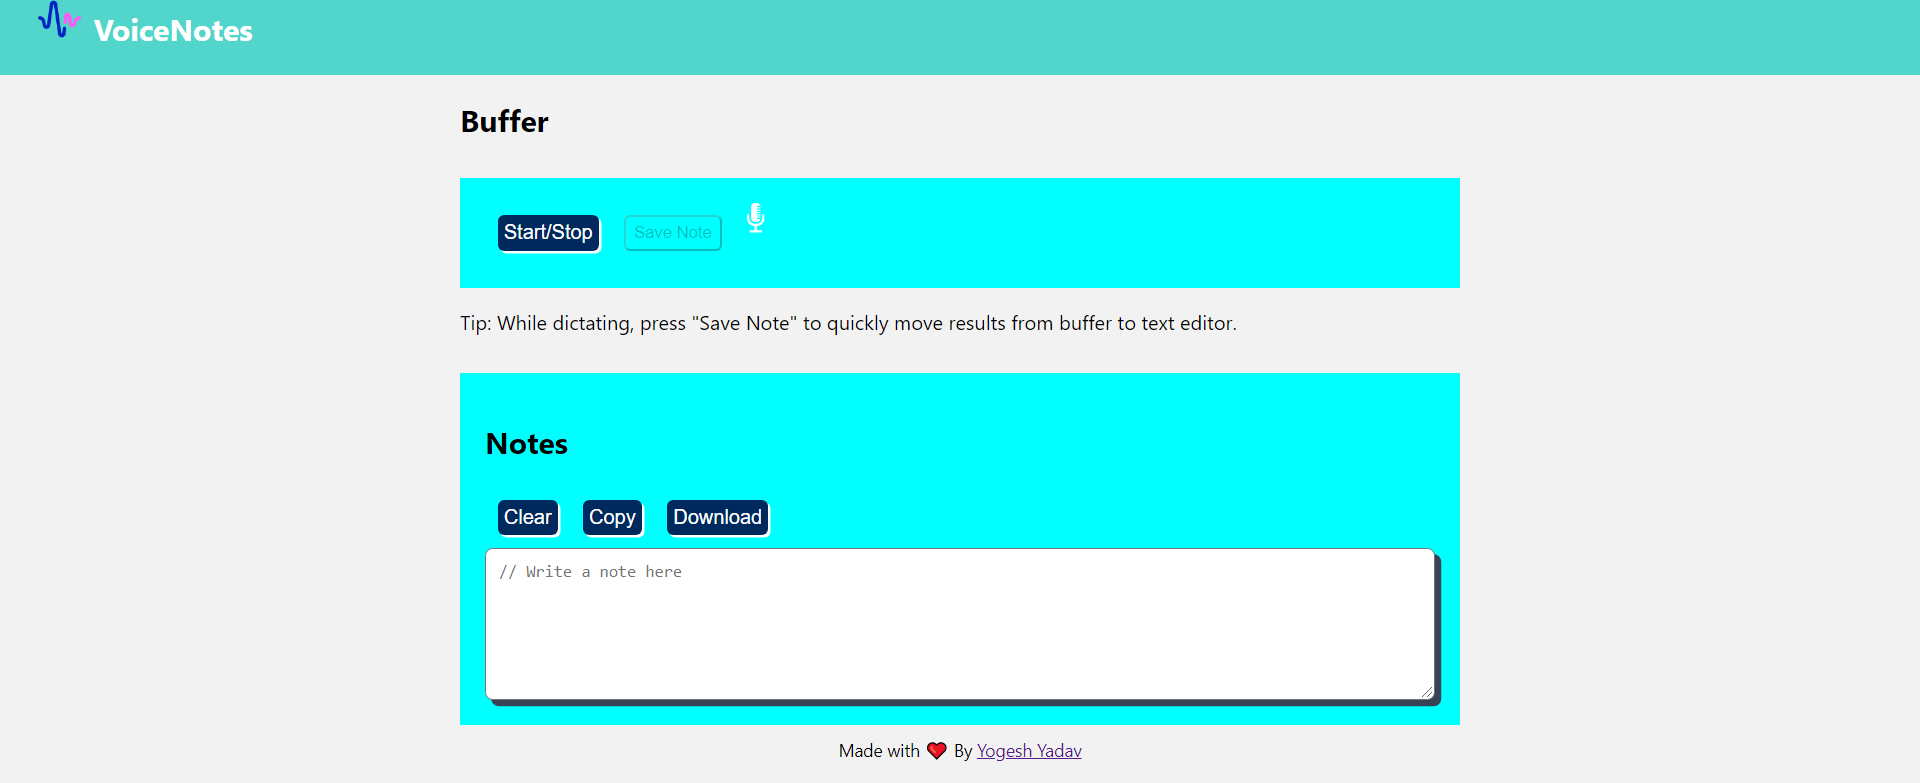 VoiceNotes
Buffer
Start/Stop Save Note
Tip: While dictating, press "Save Note" to quickly move results from buffer to text editor.
Notes
Clear Copy Download
// Write a note here
Made with ❤ By Yogesh Yadav